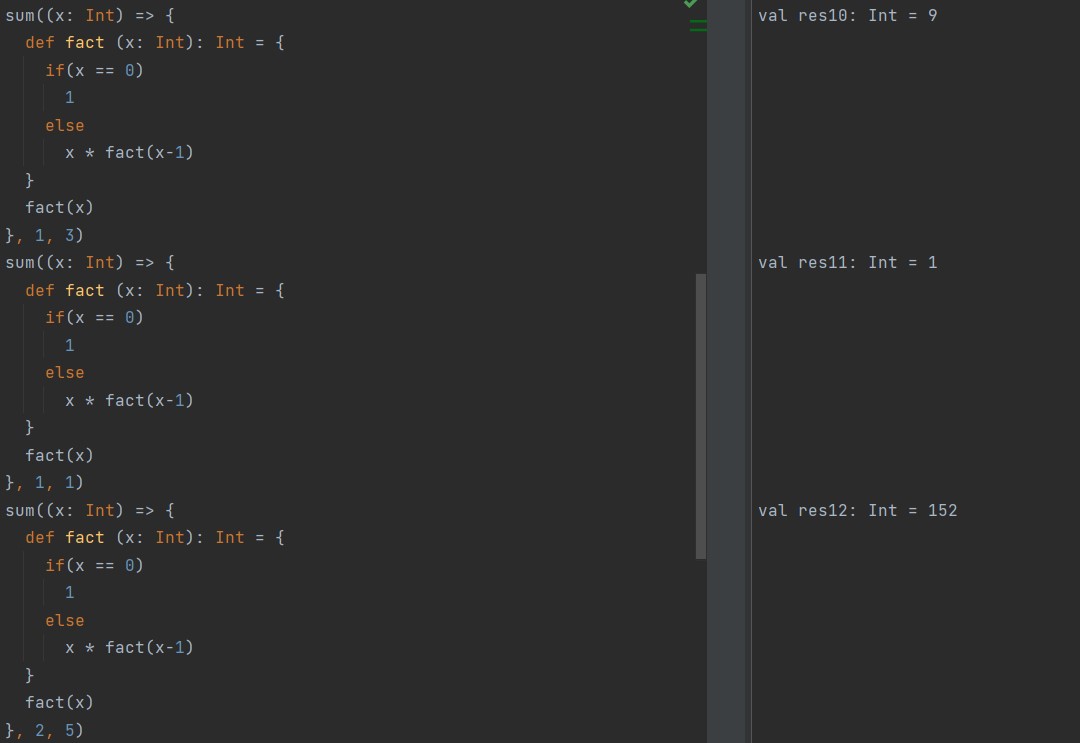 sum((x: Int) => {
  def fact (x: Int): Int = {
    if(x == 0)
      1
    else
      x * fact(x-1)
  }
  fact(x)
}, 1, 3)
sum((x: Int) => {
  def fact (x: Int): Int = {
    if(x == 0)
      1
    else
      x * fact(x-1)
  }
  fact(x)
}, 1, 1)
sum((x: Int) => {
  def fact (x: Int): Int = {
    if(x == 0)
      1
    else
      x * fact(x-1)
  }
  fact(x)
}, 2, 5)
val res10: Int = 9
val res11: Int = 1
val res12: Int = 152